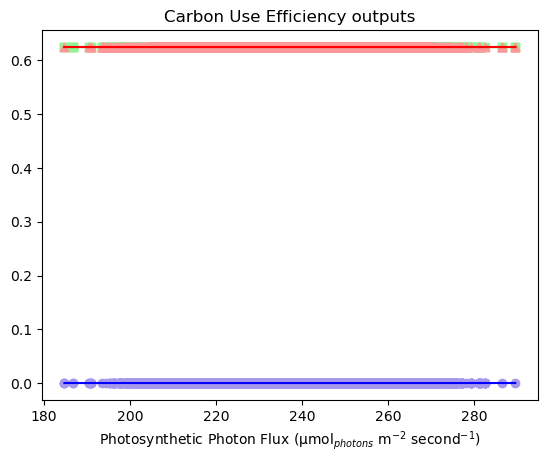 Carbon Use Efficiency outputs
0.6
0.5
0.4
0.3
0.2
0.1
0.0
180 200 220 240 260 280
Photosynthetic Photon Flux (μmol$_{photons}$ m$^{-2}$ second$^{-1}$)